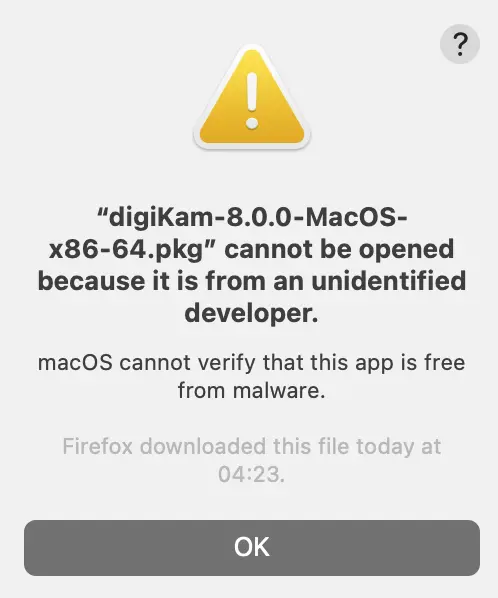 ?
“digiKam-8.0.0-MacOS-
x86-64.pkg” cannot be opened
because it is from an unidentified
developer.
macOS cannot verify that this app is free
from malware.
Firefox downloaded this file today at
04:23.
OK